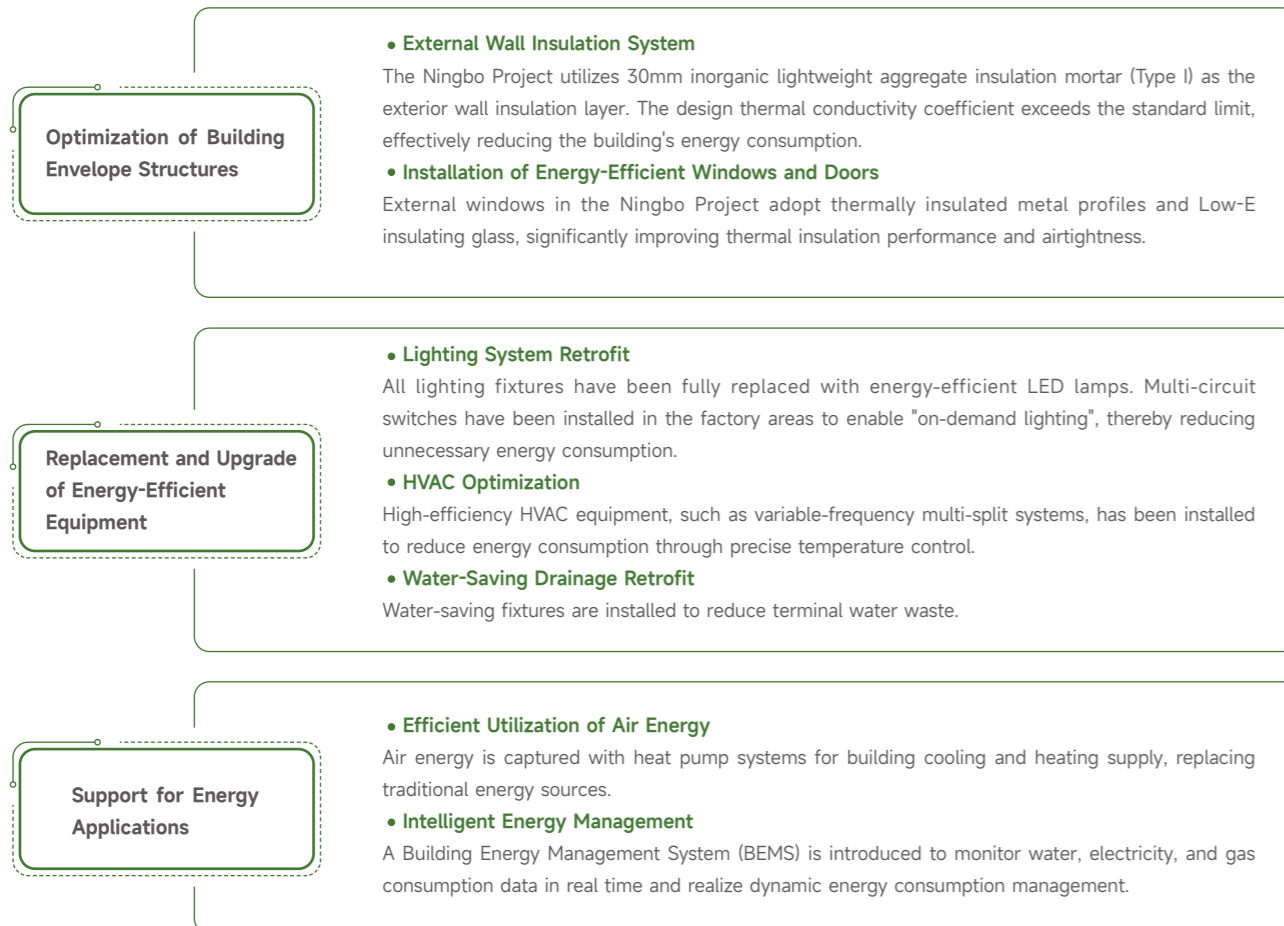 Optimization of Building
Envelope Structures
• External Wall Insulation System
The Ningbo Project utilizes 30mm inorganic lightweight aggregate insulation mortar (Type I) as the
exterior wall insulation layer. The design thermal conductivity coefficient exceeds the standard limit,
effectively reducing the building's energy consumption.
• Installation of Energy-Efficient Windows and Doors
External windows in the Ningbo Project adopt thermally insulated metal profiles and Low-E
insulating glass, significantly improving thermal insulation performance and airtightness.
Replacement and Upgrade
of Energy-Efficient
Equipment
• Lighting System Retrofit
All lighting fixtures have been fully replaced with energy-efficient LED lamps. Multi-circuit
switches have been installed in the factory areas to enable "on-demand lighting", thereby reducing
unnecessary energy consumption.
• HVAC Optimization
High-efficiency HVAC equipment, such as variable-frequency multi-split systems, has been installed
to reduce energy consumption through precise temperature control.
• Water-Saving Drainage Retrofit
Water-saving fixtures are installed to reduce terminal water waste.
Support for Energy
Applications
• Efficient Utilization of Air Energy
Air energy is captured with heat pump systems for building cooling and heating supply, replacing
traditional energy sources.
• Intelligent Energy Management
A Building Energy Management System (BEMS) is introduced to monitor water, electricity, and gas
consumption data in real time and realize dynamic energy consumption management.